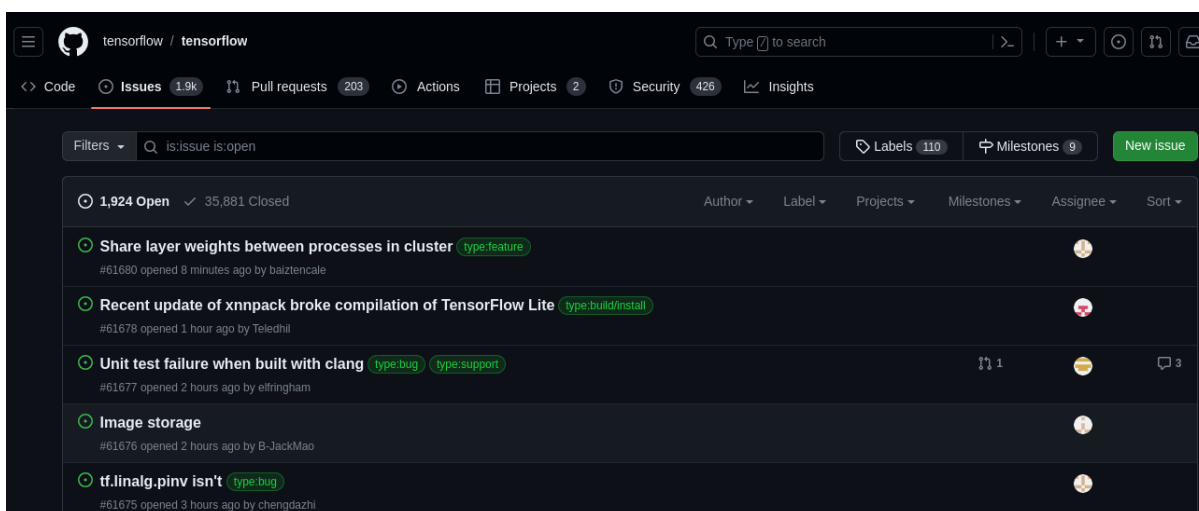 tensorflow / tensorflow
Type / to search
Code Issues 1.9k Pull requests 203 Actions Projects 2 Security 426 Insights
Filters is:issue is:open Labels 110 Milestones 9 New issue
1,924 Open 35,881 Closed Author Label Projects Milestones Assignee Sort
Share layer weights between processes in cluster type:feature
#61680 opened 8 minutes ago by baiztencale
Recent update of xnnpack broke compilation of TensorFlow Lite type:build/install
#61678 opened 1 hour ago by Teledhil
Unit test failure when built with clang type:bug type:support 1 3
#61677 opened 2 hours ago by elfringham
Image storage
#61676 opened 2 hours ago by B-JackMao
tf.linalg.pinv isn't type:bug
#61675 opened 3 hours ago by chengdazhi